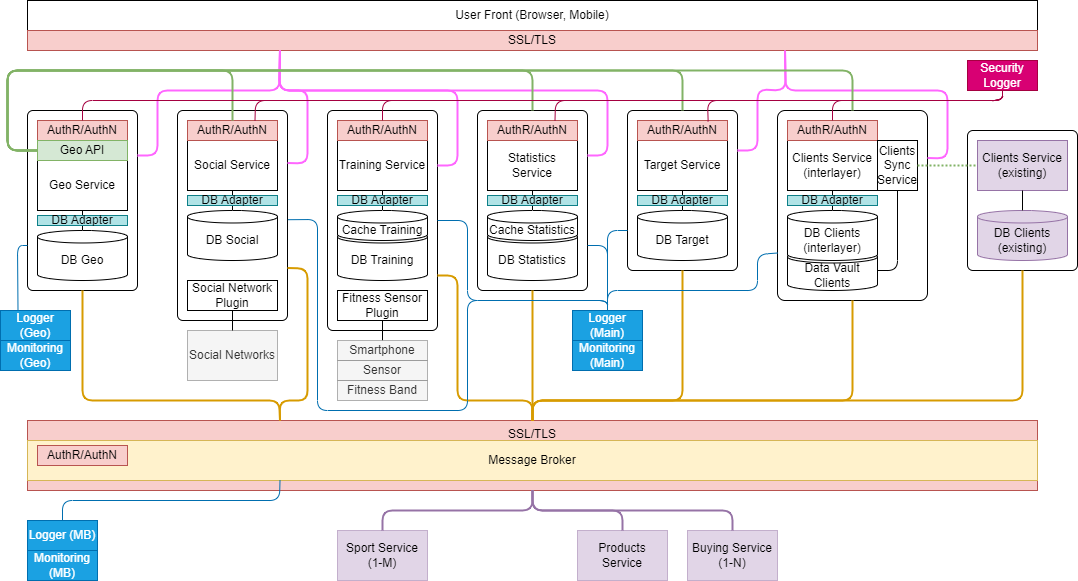 User Front (Browser, Mobile)
SSL/TLS
Security
Logger
AuthR/AuthN
Geo API
Geo Service
DB Adapter
DB Geo
AuthR/AuthN
Social Service
DB Adapter
DB Social
Social Network
Plugin
Social Networks
AuthR/AuthN
Training Service
DB Adapter
Cache Training
DB Training
Fitness Sensor
Plugin
Smartphone
Sensor
Fitness Band
AuthR/AuthN
Statistics
Service
DB Adapter
Cache Statistics
DB Statistics
AuthR/AuthN
Target Service
DB Adapter
DB Target
AuthR/AuthN
Clients Service
(interlayer)
Clients
Sync
Service
DB Adapter
DB Clients
(interlayer)
Data Vault
Clients
Clients Service
(existing)
DB Clients
(existing)
Logger
(Geo)
Monitoring
(Geo)
Logger
(Main)
Monitoring
(Main)
SSL/TLS
AuthR/AuthN
Message Broker
Logger (MB)
Monitoring
(MB)
Sport Service
(1-M)
Products
Service
Buying Service
(1-N)